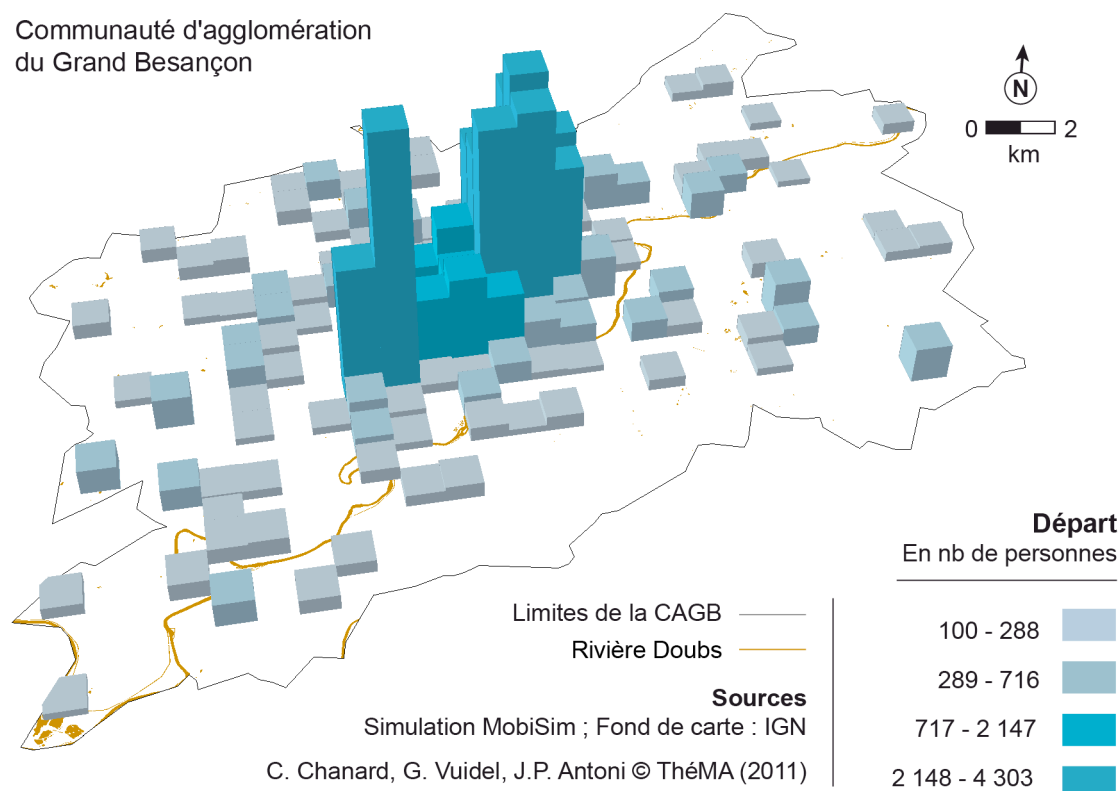 Communauté d'agglomération
du Grand Besançon
N
0 2
km
Départ
En nb de personnes
100 - 288
289 - 716
717 - 2 147
2 148 - 4 303
Limites de la CAGB
Rivière Doubs
Sources
Simulation MobiSim ; Fond de carte : IGN
C. Chanard, G. Vuidel, J.P. Antoni © ThéMA (2011)